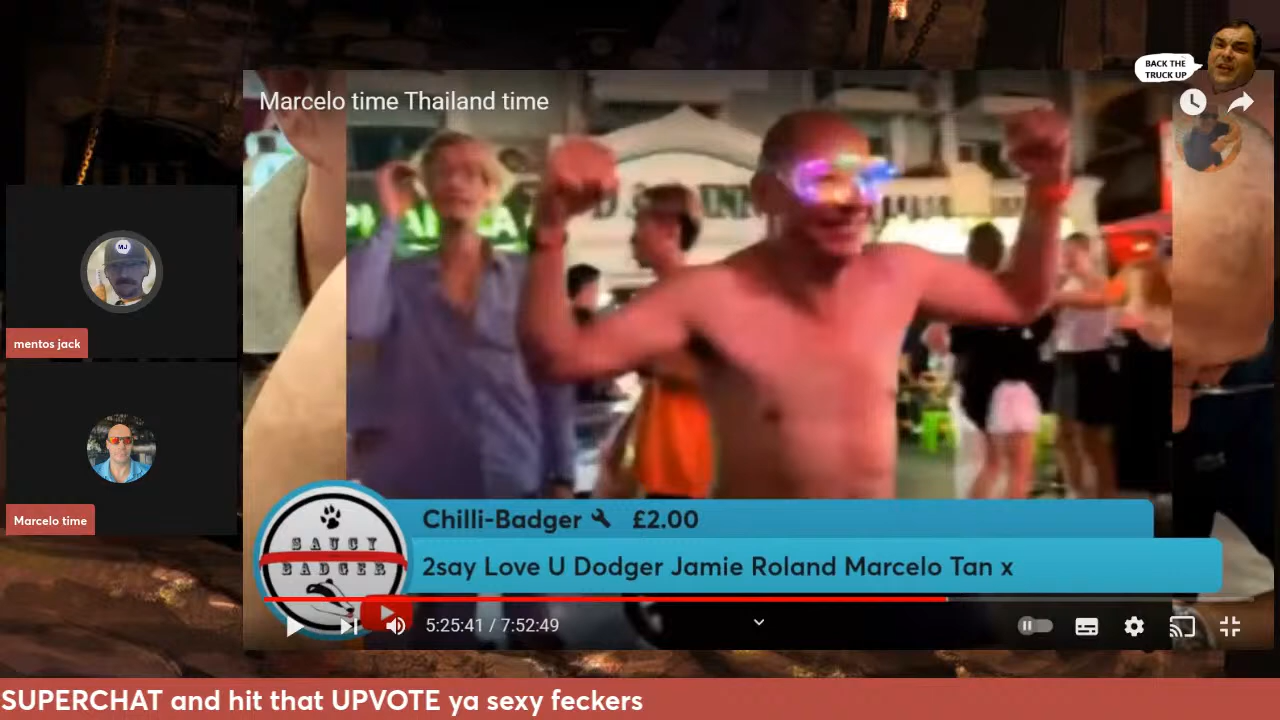 BACK THE
TRUCK UP
Marcelo time Thailand time
MJ
mentos jack
Marcelo time
SAUCY
BADGER
Chilli-Badger £2.00
2say Love U Dodger Jamie Roland Marcelo Tan x
5:25:41 / 7:52:49
SUPERCHAT and hit that UPVOTE ya sexy feckers